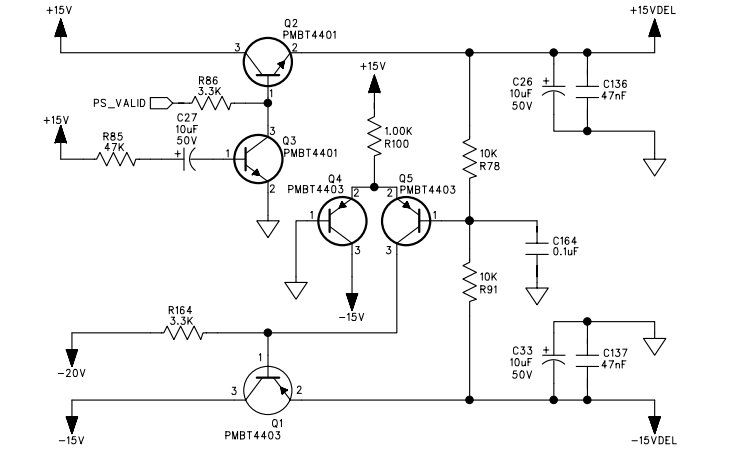 +15V
Q2
PMBT4401
+15VDEL
3
2
1
+15V
R86
3.3K
PS_VALID
C27
10uF
50V
+15V
R85
47K
1
3
2
Q3
PMBT4401
1.00K
R100
C26
10uF
50V
+
C136
47nF
+
10K
R78
Q4
PMBT4403
Q5
PMBT4403
2
2
1
1
3
3
C164
0.1uF
-15V
10K
R91
R164
3.3K
-20V
1
3
2
Q1
PMBT4403
C33
10uF
50V
+
C137
47nF
-15V
-15VDEL